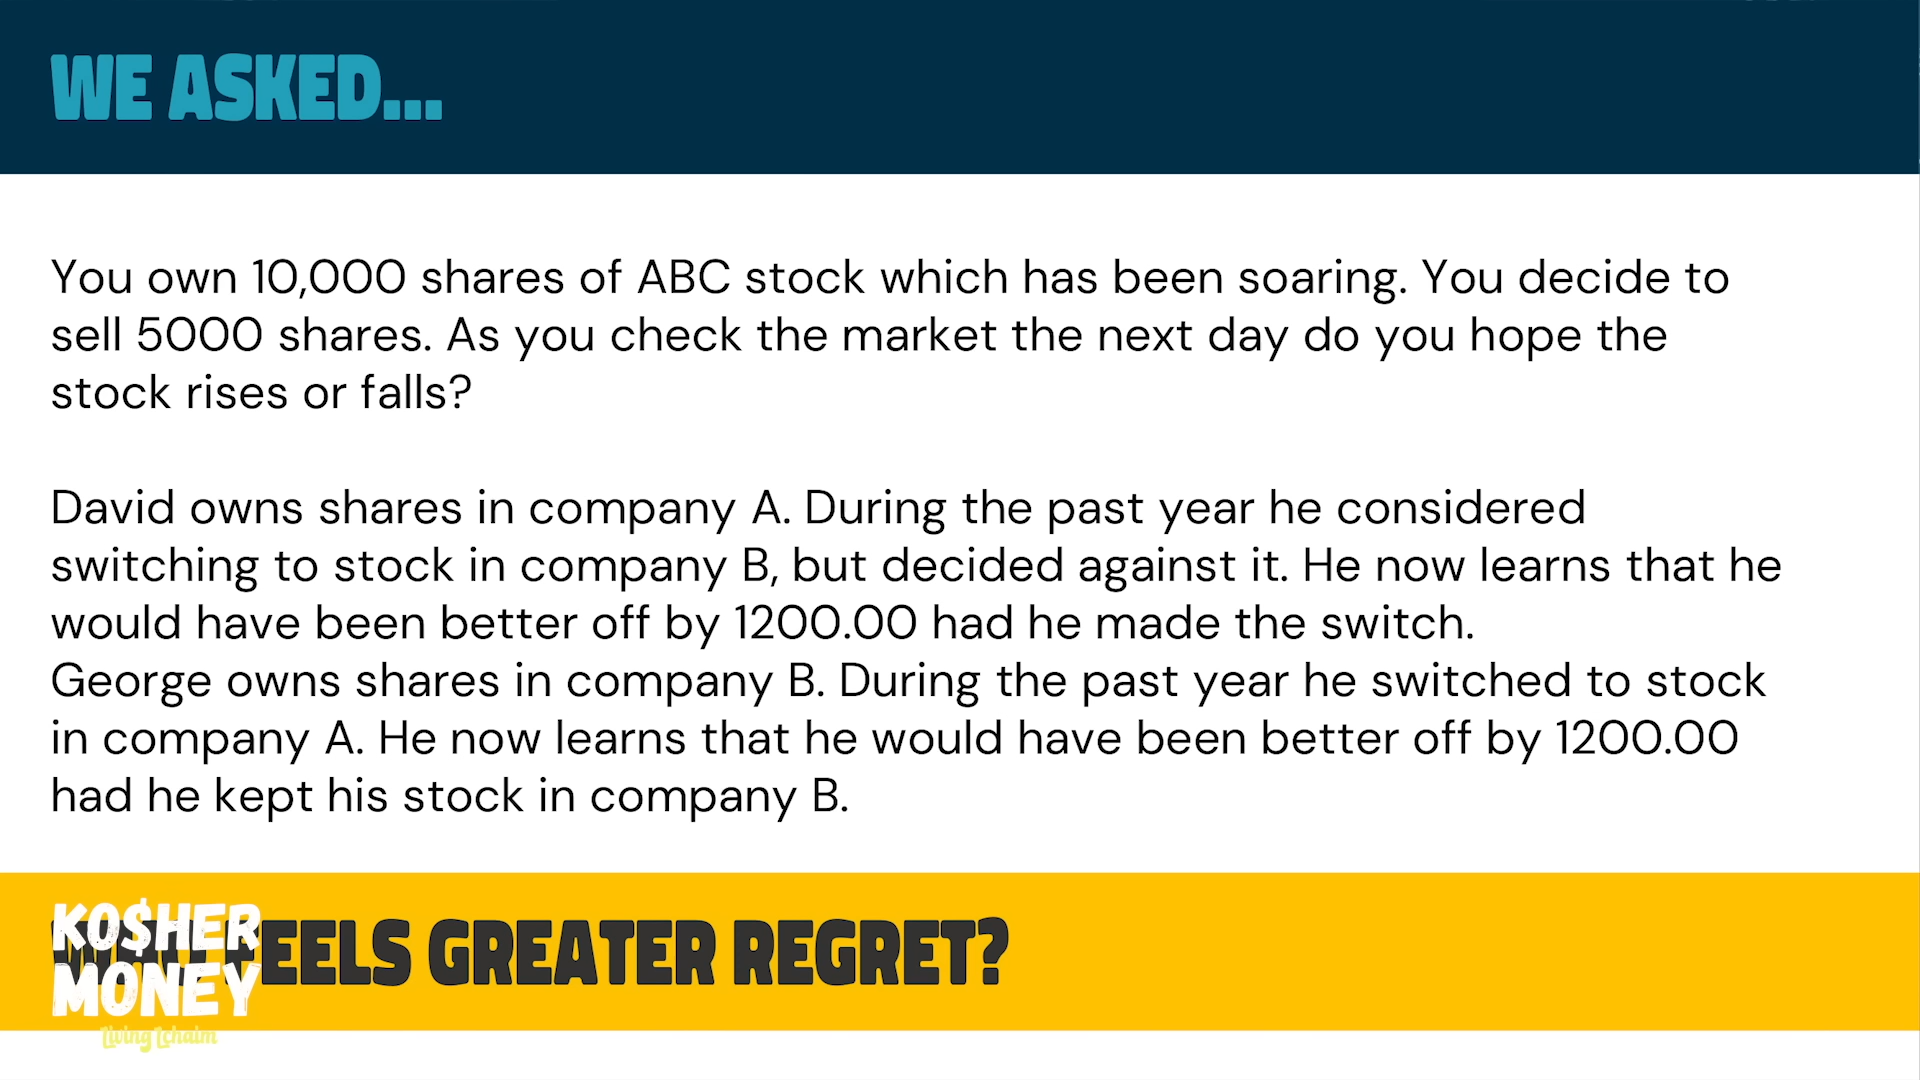 WE ASKED...
You own 10,000 shares of ABC stock which has been soaring. You decide to
sell 5000 shares. As you check the market the next day do you hope the
stock rises or falls?
David owns shares in company A. During the past year he considered
switching to stock in company B, but decided against it. He now learns that he
would have been better off by 1200.00 had he made the switch.
George owns shares in company B. During the past year he switched to stock
in company A. He now learns that he would have been better off by 1200.00
had he kept his stock in company B.
WHO FEELS GREATER REGRET?
KO$HER
MONEY
Living Lchaim